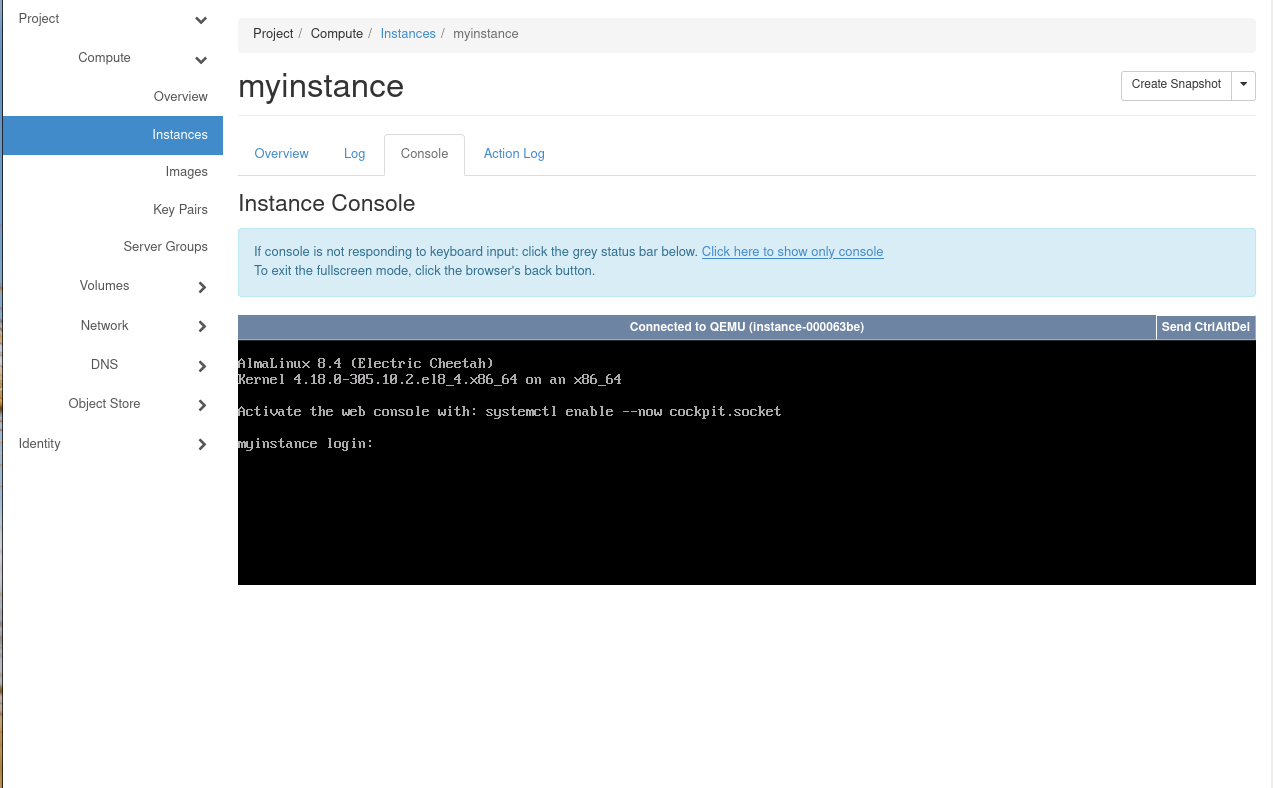 Project
Compute
Overview
Instances
Images
Key Pairs
Server Groups
Volumes
Network
DNS
Object Store
Identity
Project / Compute / Instances / myinstance
myinstance
Create Snapshot
Overview Log Console Action Log
Instance Console
If console is not responding to keyboard input: click the grey status bar below. Click here to show only console
To exit the fullscreen mode, click the browser's back button.
Connected to QEMU (instance-000063be) Send CtrlAltDel
AlmaLinux 8.4 (Electric Cheetah)
Kernel 4.18.0-305.10.2.el8_4.x86_64 on an x86_64
Activate the web console with: systemctl enable --now cockpit.socket
myinstance login: